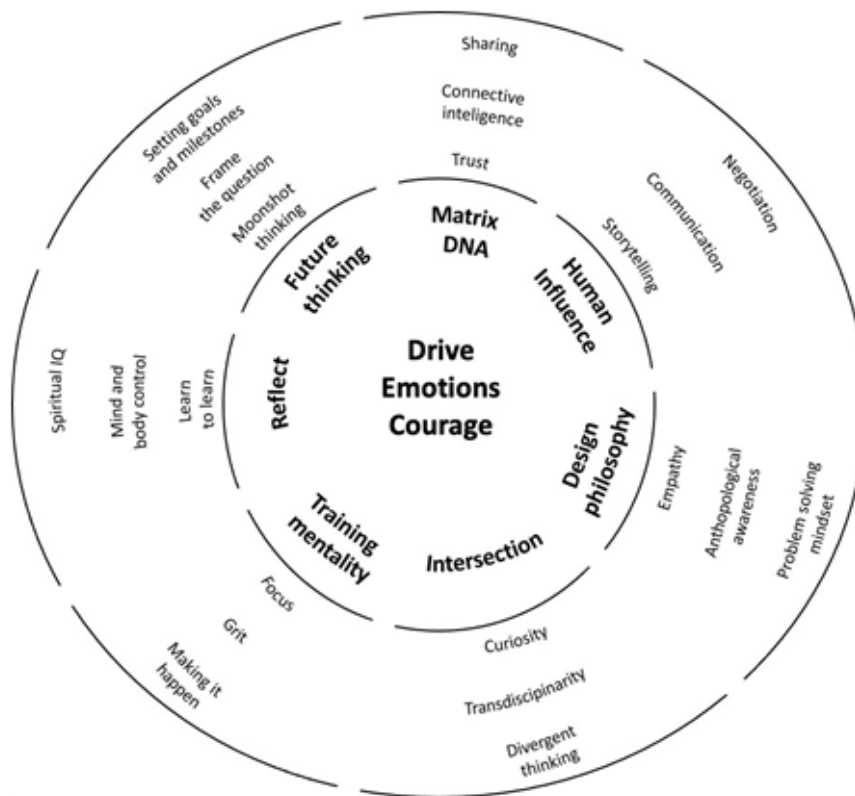 Sharing
Connective
inteligence
Trust
Matrix
DNA
Negotiation
Communication
Storytelling
Human
Influence
Problem solving
mindset
Anthopological
awareness
Empathy
Design
philosophy
Intersection
Curiosity
Transdiscipinarity
Divergent
thinking
Training
mentality
Focus
Grit
Making it
happen
Reflect
Learn
to learn
Mind and
body control
Spiritual IQ
Future
thinking
Moonshot
thinking
Frame
the question
Setting goals
and milestones
Drive
Emotions
Courage